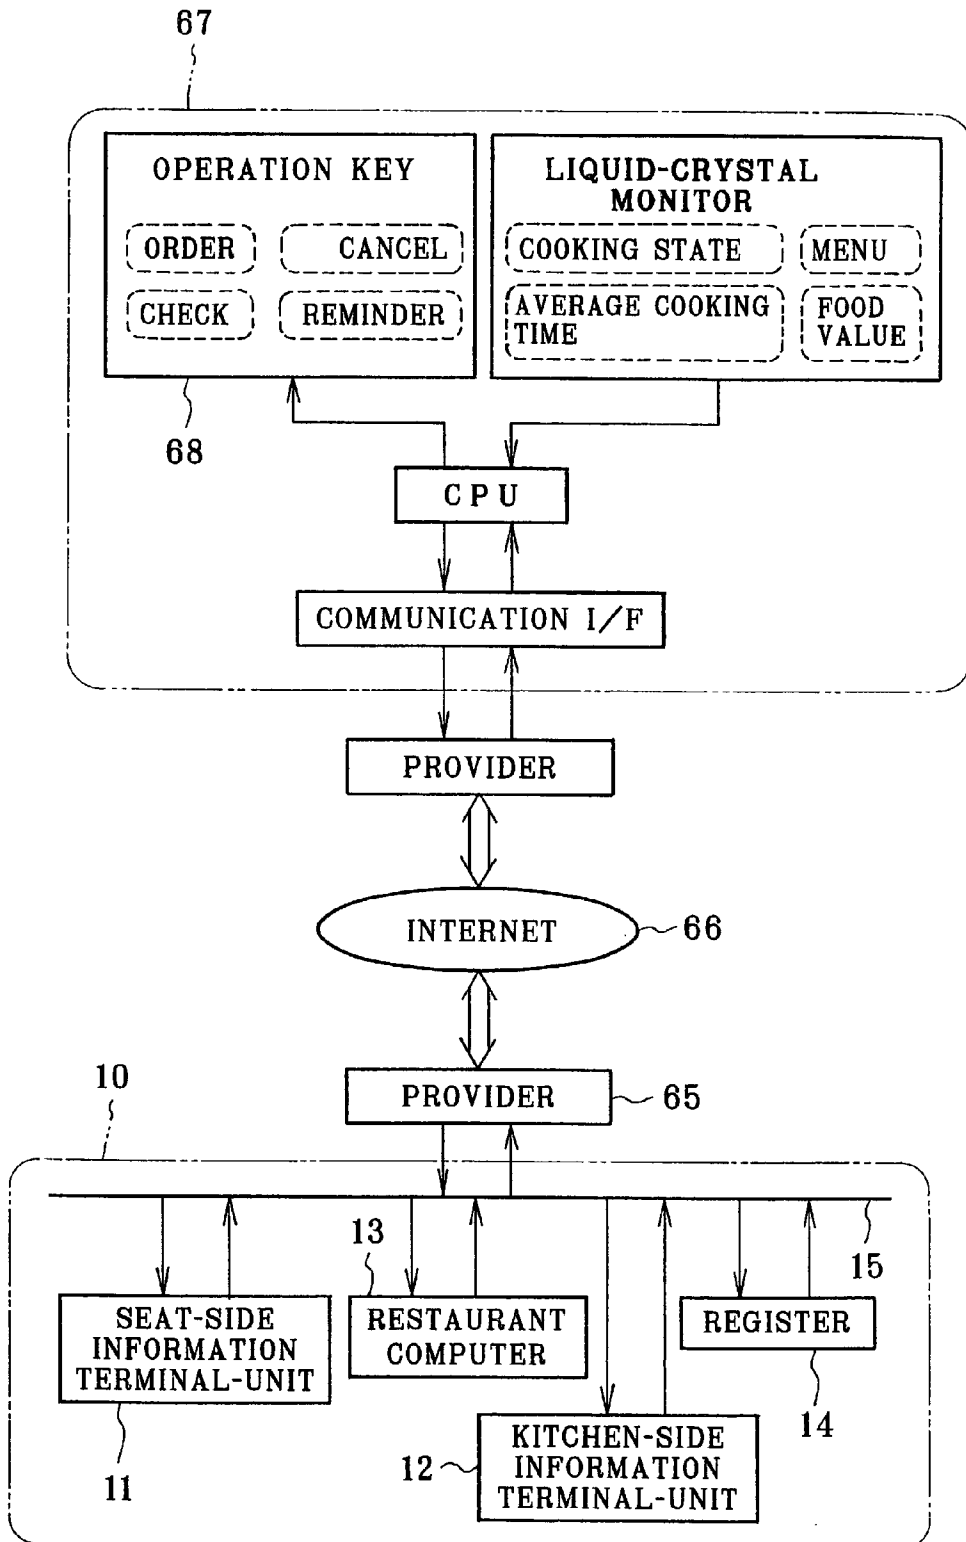 67
OPERATION KEY
ORDER
CANCEL
CHECK
REMINDER
LIQUID-CRYSTAL
MONITOR
COOKING STATE
MENU
AVERAGE COOKING
TIME
FOOD
VALUE
68
CPU
COMMUNICATION I/F
PROVIDER
INTERNET
66
10
PROVIDER
65
13
15
SEAT-SIDE
INFORMATION
TERMINAL-UNIT
RESTAURANT
COMPUTER
REGISTER
11
12
KITCHEN-SIDE
INFORMATION
TERMINAL-UNIT
14